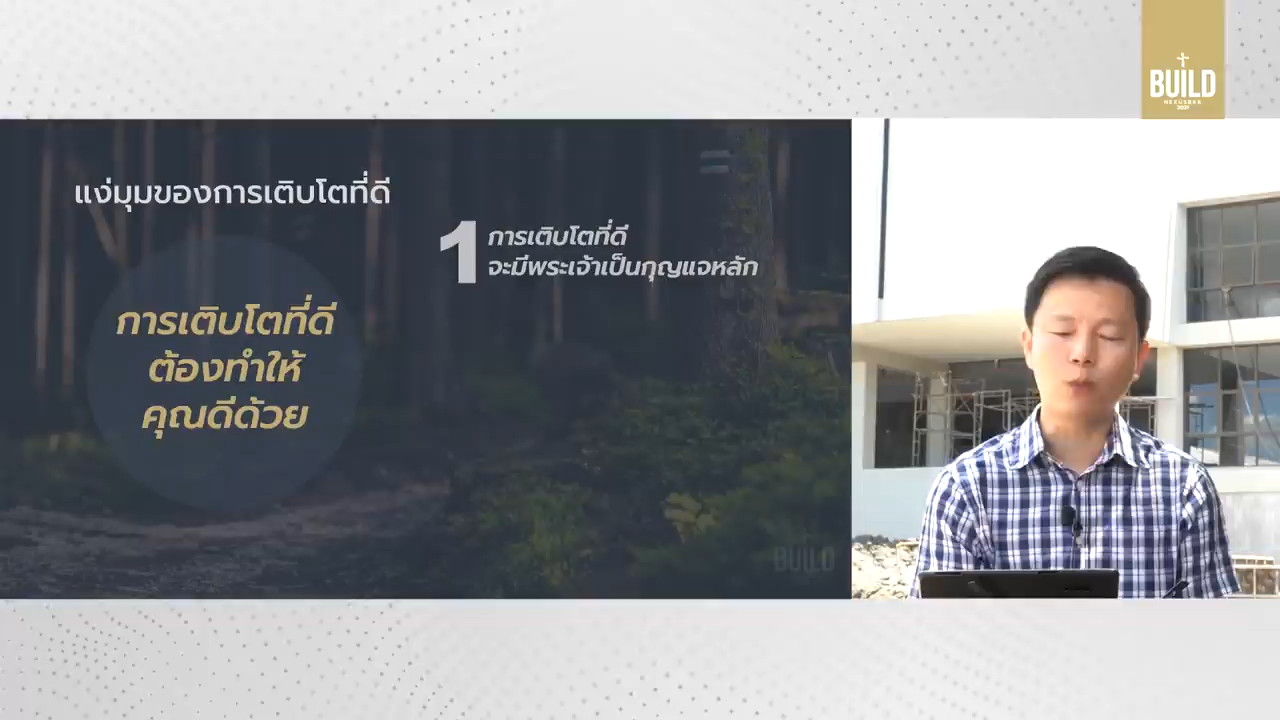 BUILD
NEXUSBKK
2021
แง่มุมของการเติบโตที่ดี
1
การเติบโตที่ดี
จะมีพระเจ้าเป็นกุญแจหลัก
การเติบโตที่ดี
ต้องทำให้
คุณดีด้วย
BUILD